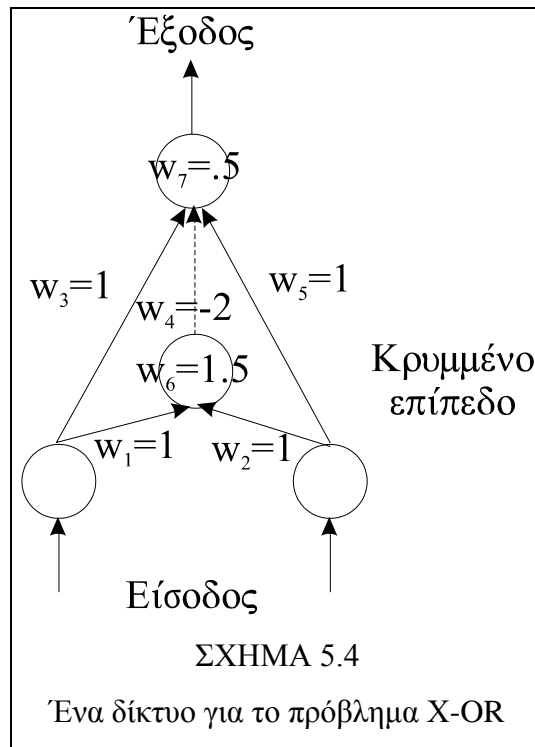 Έξοδος
w₇=.5
w₃=1
w₅=1
w₄=-2
w₆=1.5
Κρυμμένο
επίπεδο
w₁=1
w₂=1
Είσοδος
ΣΧΗΜΑ 5.4
Ένα δίκτυο για το πρόβλημα X-OR